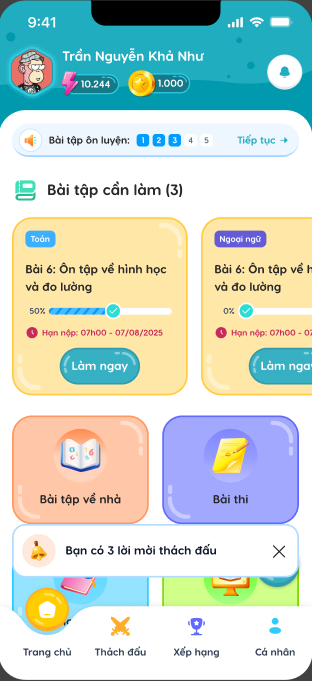 9:41
Trần Nguyễn Khả Như
10.244
1.000
Bài tập ôn luyện: 1 2 3 4 5 Tiếp tục →
Bài tập cần làm (3)
Toán
Bài 6: Ôn tập về hình học
và đo lường
50%
Hạn nộp: 07h00 - 07/08/2025
Làm ngay
Ngoại ngữ
Bài 6: Ôn tập về h
và đo lường
0%
Hạn nộp: 07h00 - 07
Làm ngay
Bài tập về nhà
Bài thi
Bạn có 3 lời mời thách đấu
Trang chủ
Thách đấu
Xếp hạng
Cá nhân